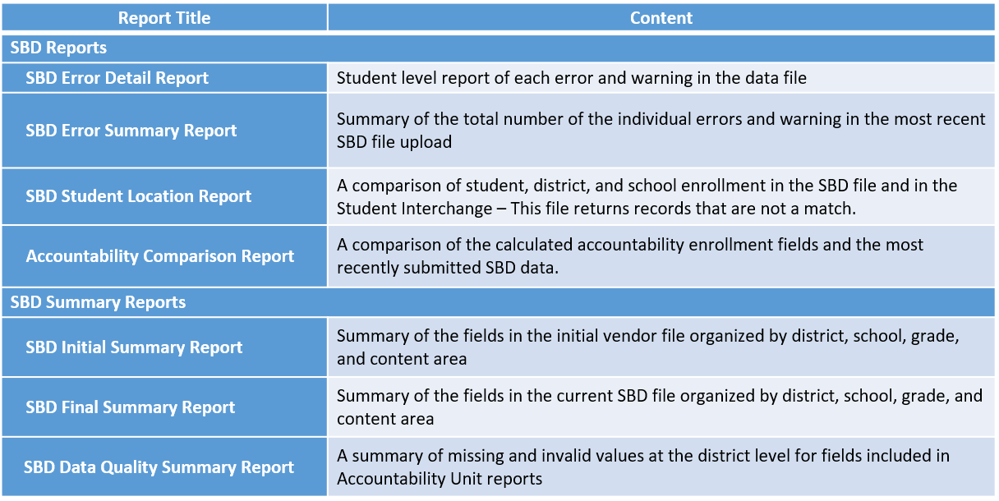 Report Title
Content
SBD Reports
SBD Error Detail Report
Student level report of each error and warning in the data file
SBD Error Summary Report
Summary of the total number of the individual errors and warning in the most recent
SBD file upload
SBD Student Location Report
A comparison of student, district, and school enrollment in the SBD file and in the
Student Interchange – This file returns records that are not a match.
Accountability Comparison Report
A comparison of the calculated accountability enrollment fields and the most
recently submitted SBD data.
SBD Summary Reports
SBD Initial Summary Report
Summary of the fields in the initial vendor file organized by district, school, grade,
and content area
SBD Final Summary Report
Summary of the fields in the current SBD file organized by district, school, grade, and
content area
SBD Data Quality Summary Report
A summary of missing and invalid values at the district level for fields included in
Accountability Unit reports